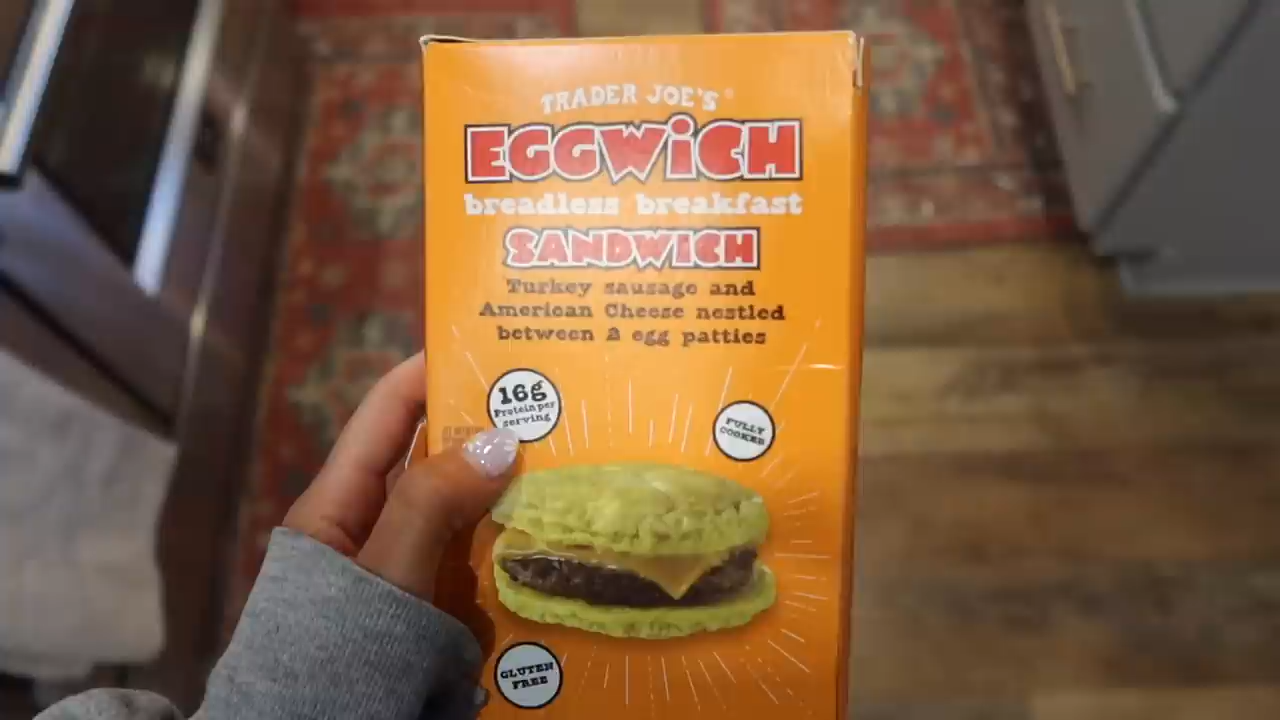 TRADER JOE'S
EGGWiCH
breadless breakfast
SANDWICH
Turkey sausage and
American Cheese nestled
between 2 egg patties
16g
Protein per
serving
FULLY
COOKED
GLUTEN
FREE